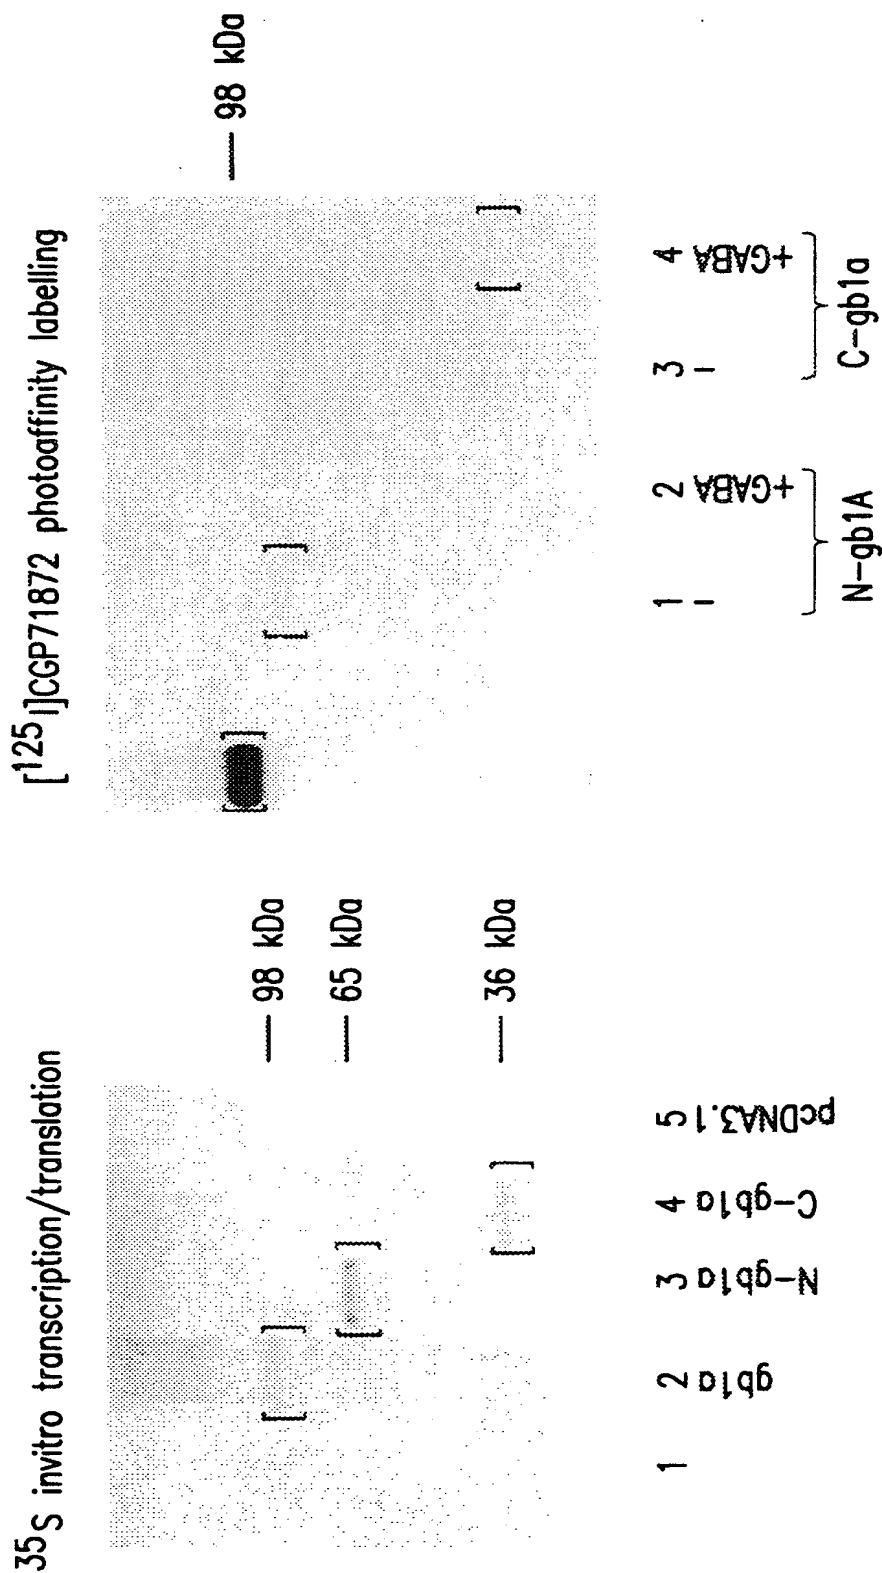 35S invitro transcription/translation
98 kDa
65 kDa
36 kDa
1 2 3 4 5
gb1a N-gb1a C-gb1a pcDNA3.1
[125I]CGP71872 photoaffinity labelling
98 kDa
1 2 3 4
- +GABA - +GABA
N-gb1A C-gb1a